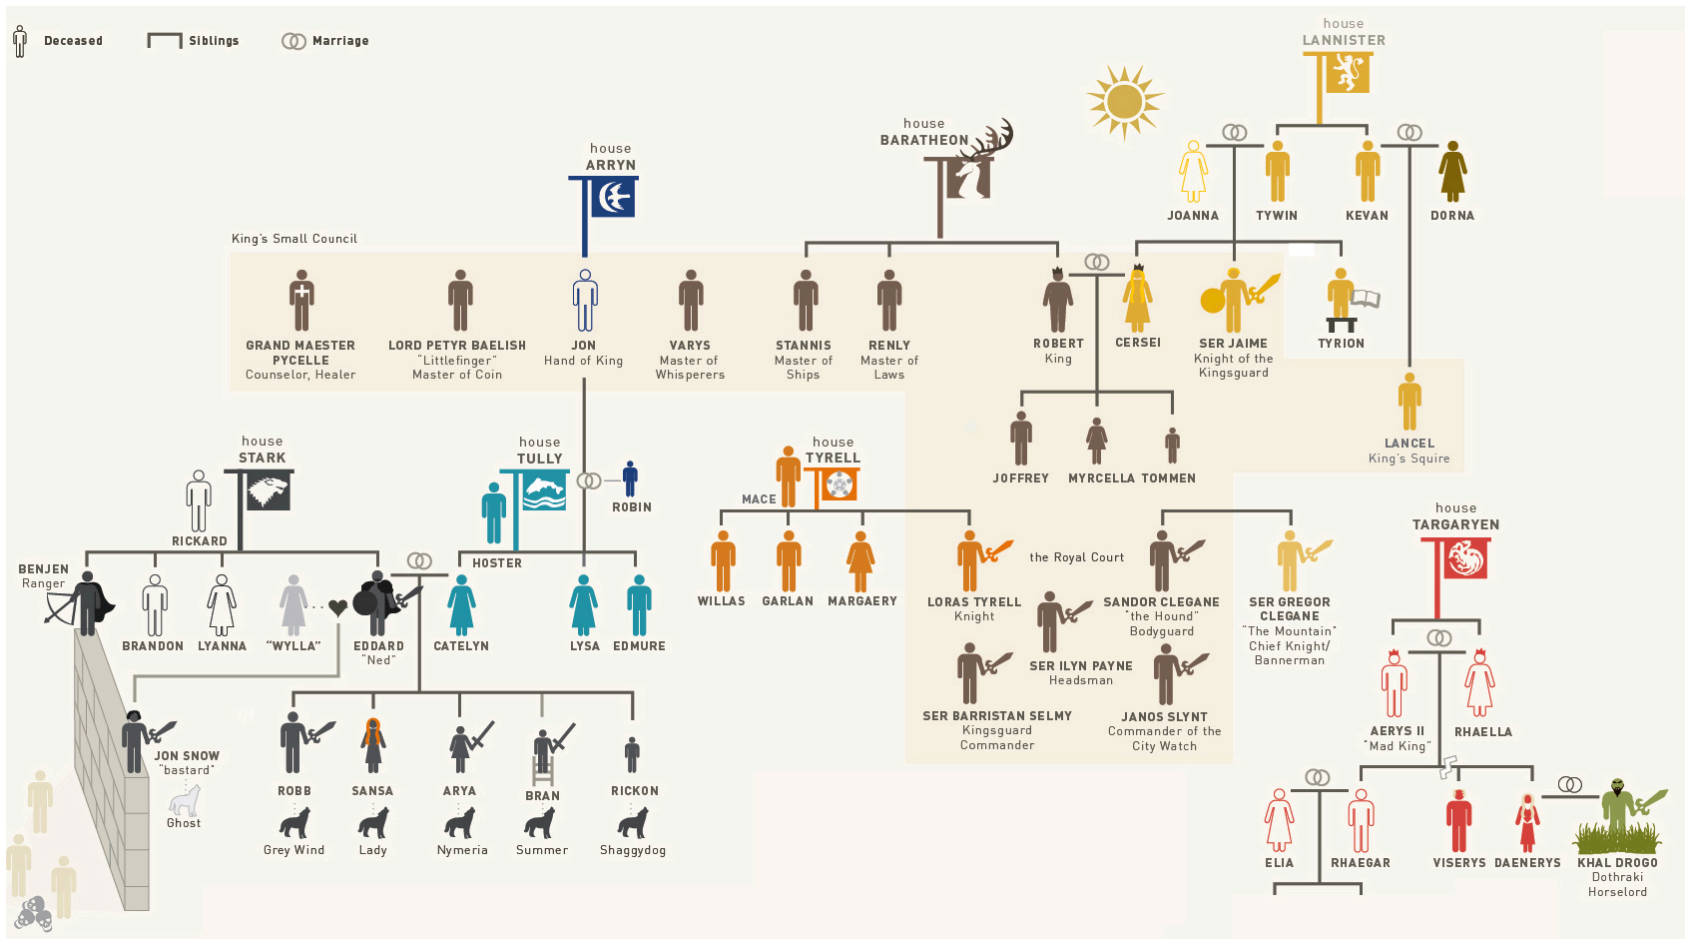 Deceased
Siblings
Marriage
house
LANNISTER
house
BARATHEON
house
ARRYN
JOANNA
TYWIN
KEVAN
DORNA
King's Small Council
GRAND MAESTER
PYCELLE
Counselor, Healer
LORD PETYR BAELISH
"Littlefinger"
Master of Coin
JON
Hand of King
VARYS
Master of
Whisperers
STANNIS
Master of
Ships
RENLY
Master of
Laws
ROBERT
King
CERSEI
SER JAIME
Knight of the
Kingsguard
TYRION
LANCEL
King's Squire
JOFFREY
MYRCELLA
TOMMEN
house
STARK
house
TULLY
house
TYRELL
RICKARD
HOSTER
ROBIN
MACE
BENJEN
Ranger
BRANDON
LYANNA
"WYLLA"
EDDARD
"Ned"
CATELYN
LYSA
EDMURE
WILLAS
GARLAN
MARGAERY
LORAS TYRELL
Knight
the Royal Court
SANDOR CLEGANE
"the Hound"
Bodyguard
SER GREGOR
CLEGANE
"The Mountain"
Chief Knight/
Bannerman
SER ILYN PAYNE
Headsman
SER BARRISTAN SELMY
Kingsguard
Commander
JANOS SLYNT
Commander of the
City Watch
house
TARGARYEN
AERYS II
"Mad King"
RHAELLA
JON SNOW
"bastard"
Ghost
ROBB
SANSA
ARYA
BRAN
RICKON
Grey Wind
Lady
Nymeria
Summer
Shaggydog
ELIA
RHAEGAR
VISERYS
DAENERYS
KHAL DROGO
Dothraki
Horselord